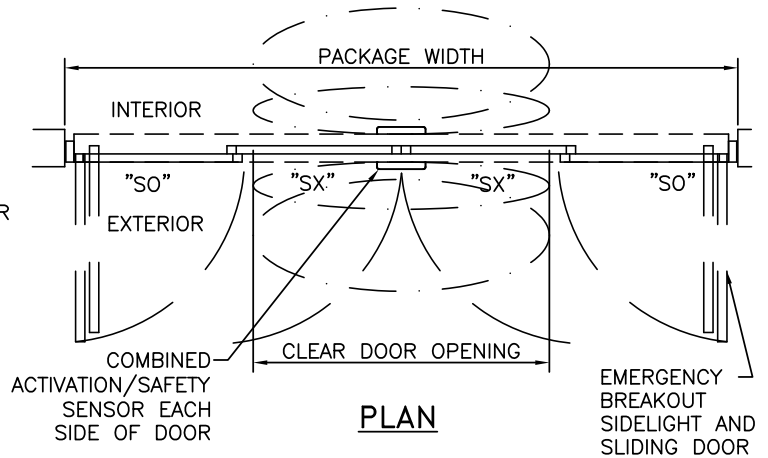 PACKAGE WIDTH
INTERIOR
"SO" "SX" "SX" "SO"
R
EXTERIOR
CLEAR DOOR OPENING
COMBINED
ACTIVATION/SAFETY
SENSOR EACH
SIDE OF DOOR
PLAN
EMERGENCY
BREAKOUT
SIDELIGHT AND
SLIDING DOOR